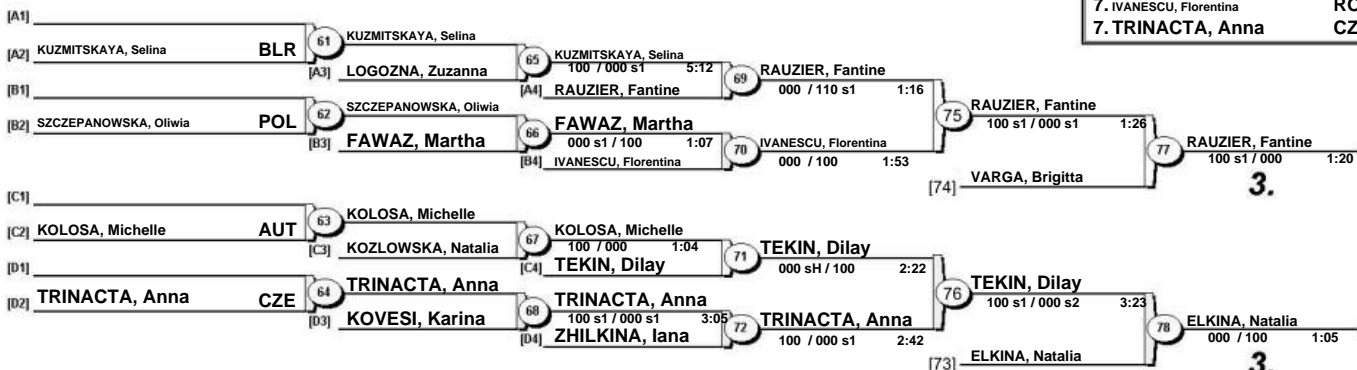 7. IVANESCU, Florentina
7. TRINACTA, Anna CZ
[A1]
[A2] KUZMITSKAYA, Selina BLR 61 KUZMITSKAYA, Selina
[A3] LOGOZNA, Zuzanna 65 KUZMITSKAYA, Selina
100 / 000 s1 5:12
[A4] RAUZIER, Fantine 69 RAUZIER, Fantine
000 / 110 s1 1:16
[B1]
[B2] SZCZEPANOWSKA, Oliwia POL 62 SZCZEPANOWSKA, Oliwia
[B3] FAWAZ, Martha 66 FAWAZ, Martha
000 s1 / 100 1:07
[B4] IVANESCU, Florentina 70 IVANESCU, Florentina
000 / 100 1:53
75 RAUZIER, Fantine
100 s1 / 000 s1 1:26
[74] VARGA, Brigitta 77 RAUZIER, Fantine
100 s1 / 000 1:20
3.
[C1]
[C2] KOLOSA, Michelle AUT 63 KOLOSA, Michelle
[C3] KOZLOWSKA, Natalia 67 KOLOSA, Michelle
100 / 000 1:04
[C4] TEKIN, Dilay 71 TEKIN, Dilay
000 sH / 100 2:22
[D1]
[D2] TRINACTA, Anna CZE 64 TRINACTA, Anna
[D3] KOVESI, Karina 68 TRINACTA, Anna
100 s1 / 000 s1 3:05
[D4] ZHILKINA, Iana 72 TRINACTA, Anna
100 / 000 s1 2:42
76 TEKIN, Dilay
100 s1 / 000 s2 3:23
[73] ELKINA, Natalia 78 ELKINA, Natalia
000 / 100 1:05
3.